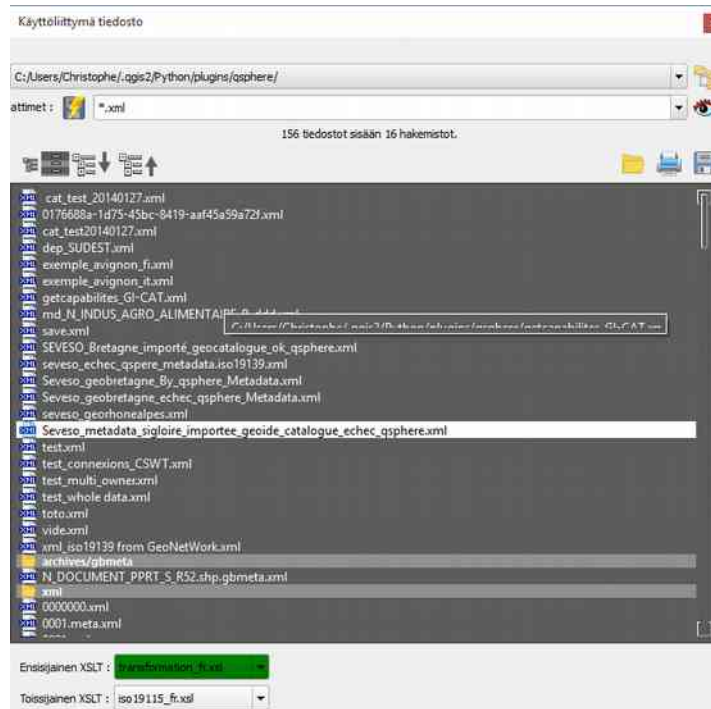 Käyttöliittymä tiedosto
C:/Users/Christophe/.qgis2/Python/plugins/qsphere/
attimet :
*.xml
156 tiedostot sisään 16 hakemistot.
cat_test_20140127.xml
0176688a-1d75-45bc-8419-aaf45a59a72f.xml
cat_test20140127.xml
dep_SUDEST.xml
exemple_avignon_fi.xml
exemple_avignon_it.xml
getcapabilites_GI-CAT.xml
md_N_INDUS_AGRO_ALIMENTAIRE
save.xml
SEVESO_Bretagne_importé_geocatalogue_ok_qsphere.xml
seveso_echec_qspere_metadata.iso19139.xml
Seveso_geobretagne_By_qsphere_Metadata.xml
Seveso_geobretagne_echec_qsphere_Metadata.xml
seveso_georhonealpes.xml
Seveso_metadata_sigloire_importee_geoide_catalogue_echec_qsphere.xml
test.xml
test_connexions_CSWT.xml
test_multi_owner.xml
test_whole data.xml
toto.xml
vide.xml
xml_iso19139 from GeoNetWork.xml
archives/gbmeta
N_DOCUMENT_PPRT_S_R52.shp.gbmeta.xml
xml
0000000.xml
0001.meta.xml
Ensisijainen XSLT : transformation_fr.xsl
Toissijainen XSLT : iso19115_fr.xsl